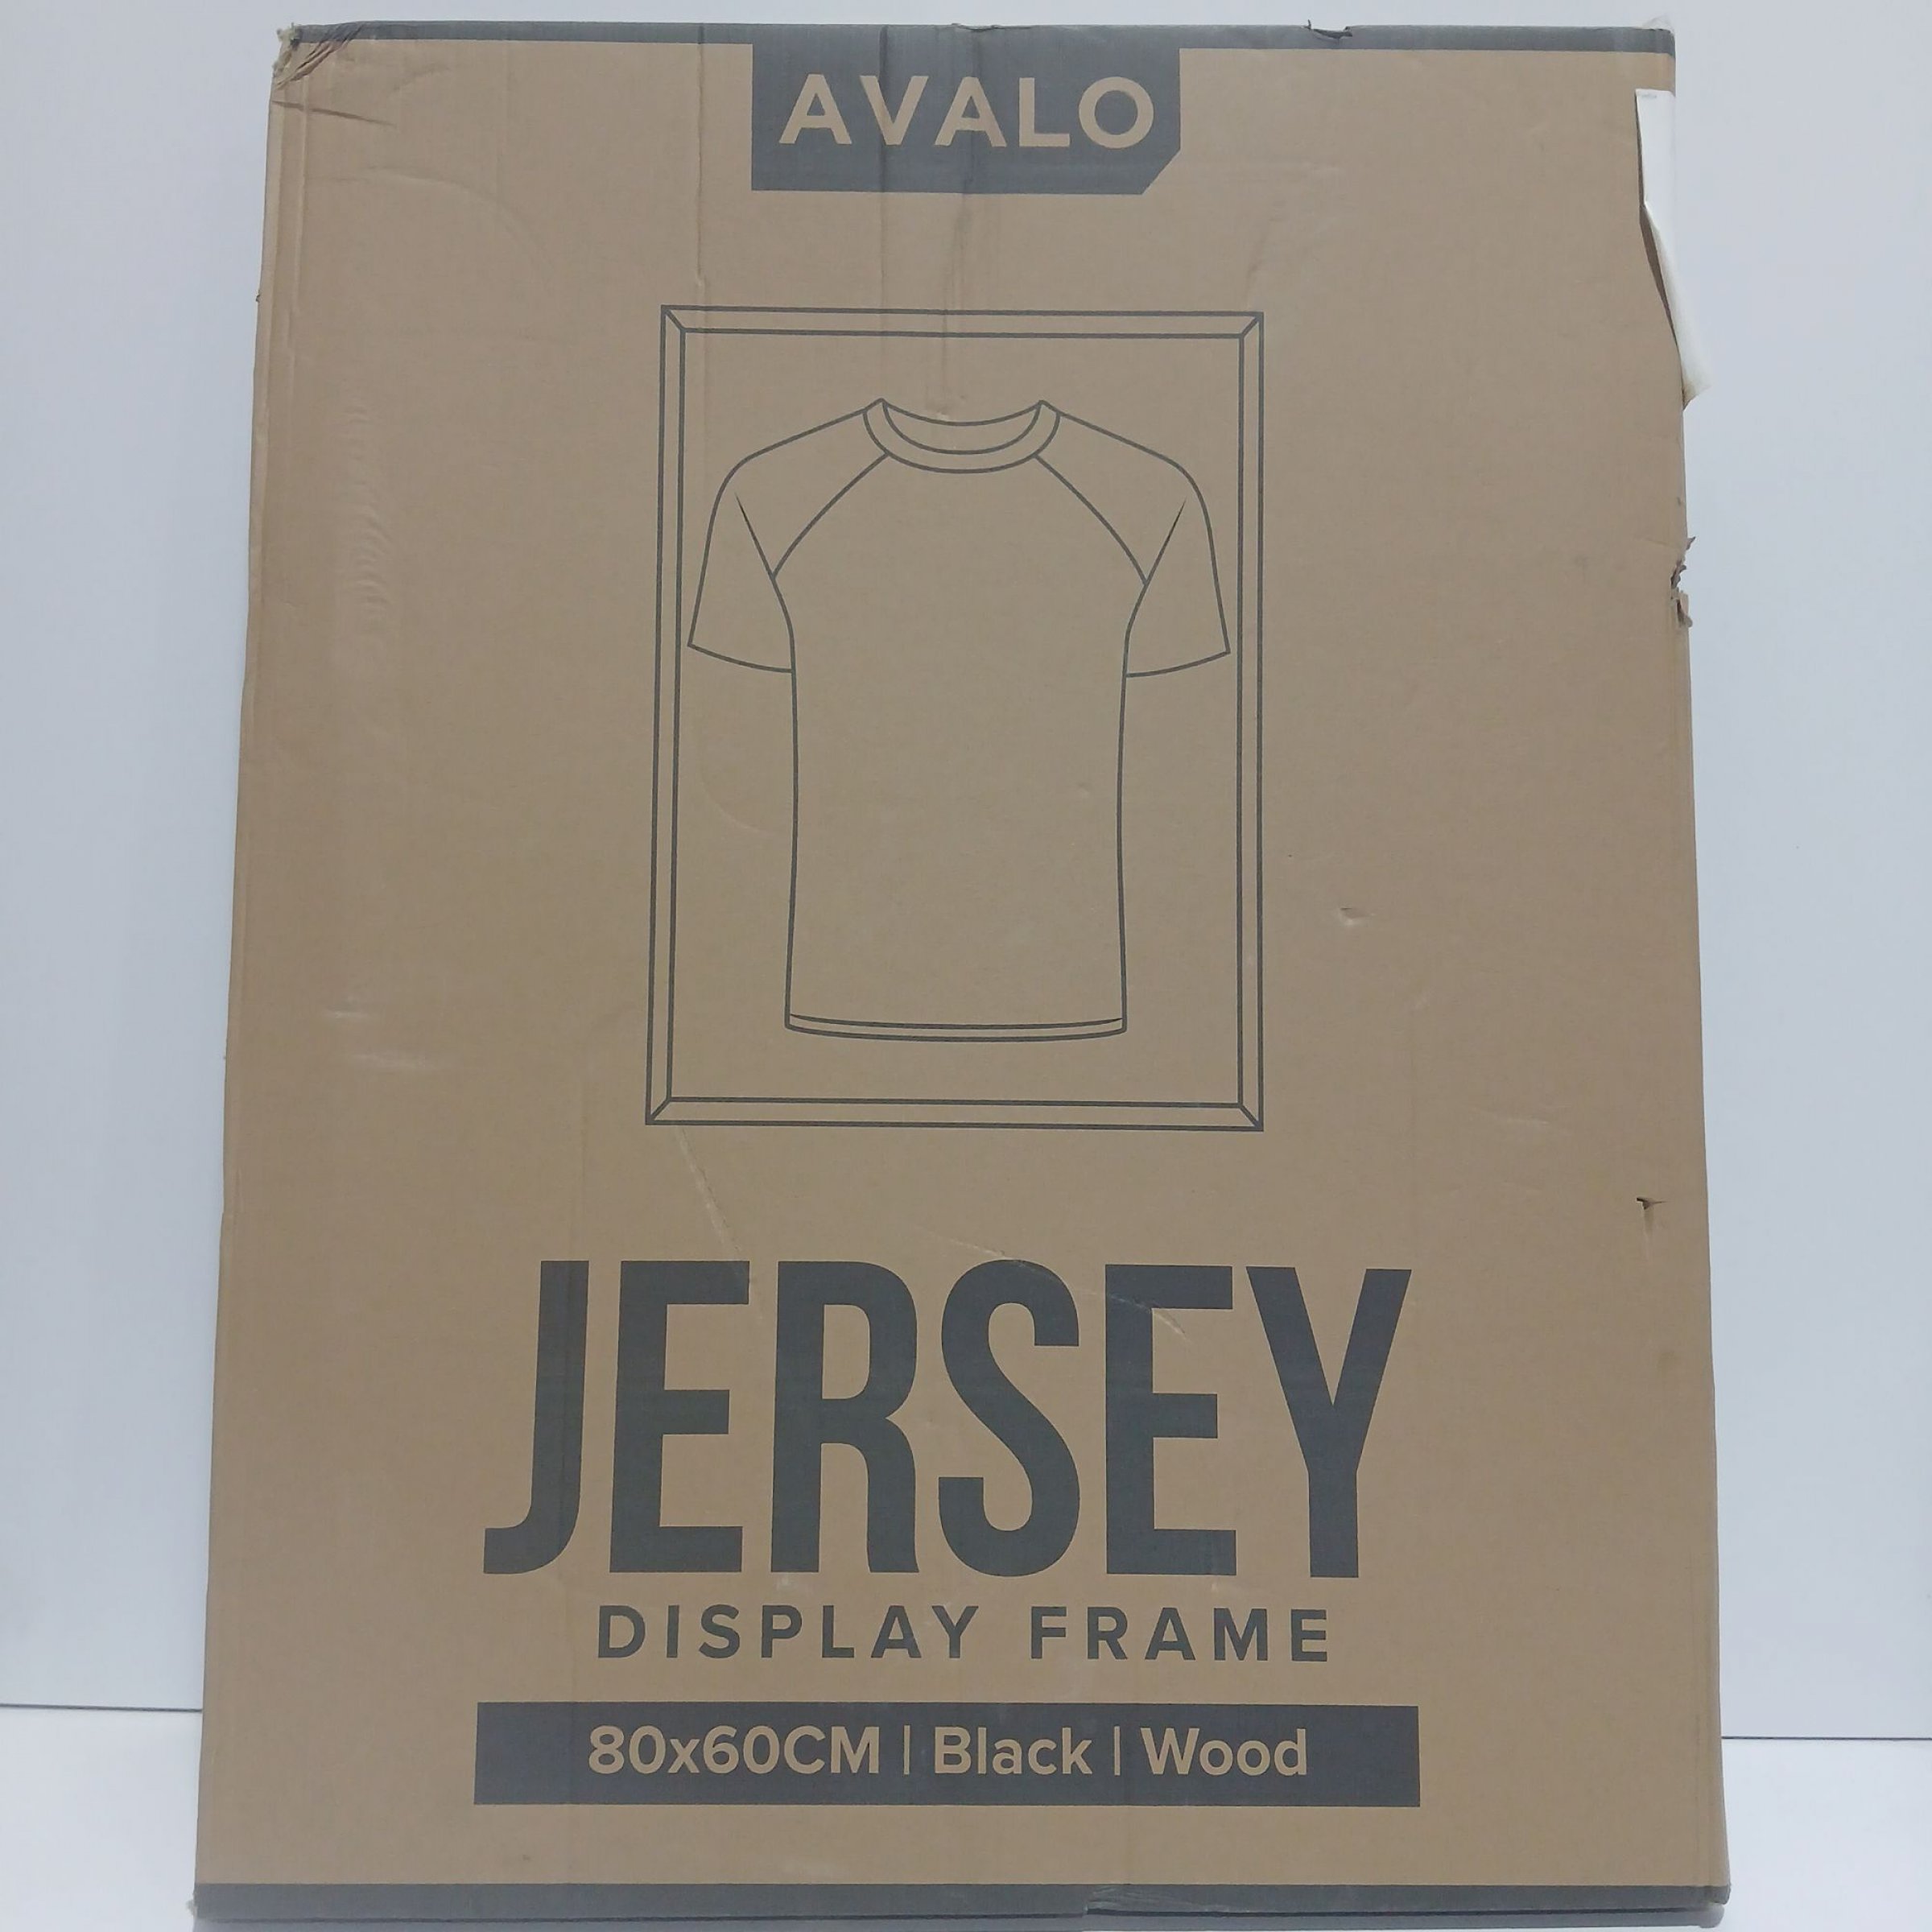 AVALO
JERSEY
DISPLAY FRAME
80x60CM | Black | Wood